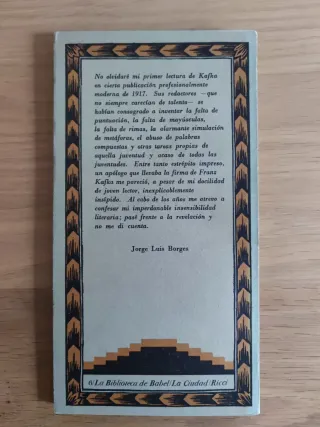 No olvidaré mi primer lectura de Kafka
en cierta publicación profesionalmente
moderna de 1917. Sus redactores —que
no siempre carecían de talento— se
habían consagrado a inventar la falta de
puntuación, la falta de mayúsculas,
la falta de rimas, la alarmante simulación
de metáforas, el abuso de palabras
compuestas y otras tareas propias de
aquella juventud y acaso de todas las
juventudes. Entre tanto estrépito impreso,
un apólogo que llevaba la firma de Franz
Kafka me pareció, a pesar de mi docilidad
de joven lector, inexplicablemente
insípido. Al cabo de los años me atrevo a
confesar mi imperdonable insensibilidad
literaria; pasé frente a la revelación y
no me di cuenta.
Jorge Luis Borges
6/La Biblioteca de Babel/La Ciudad/Ricci